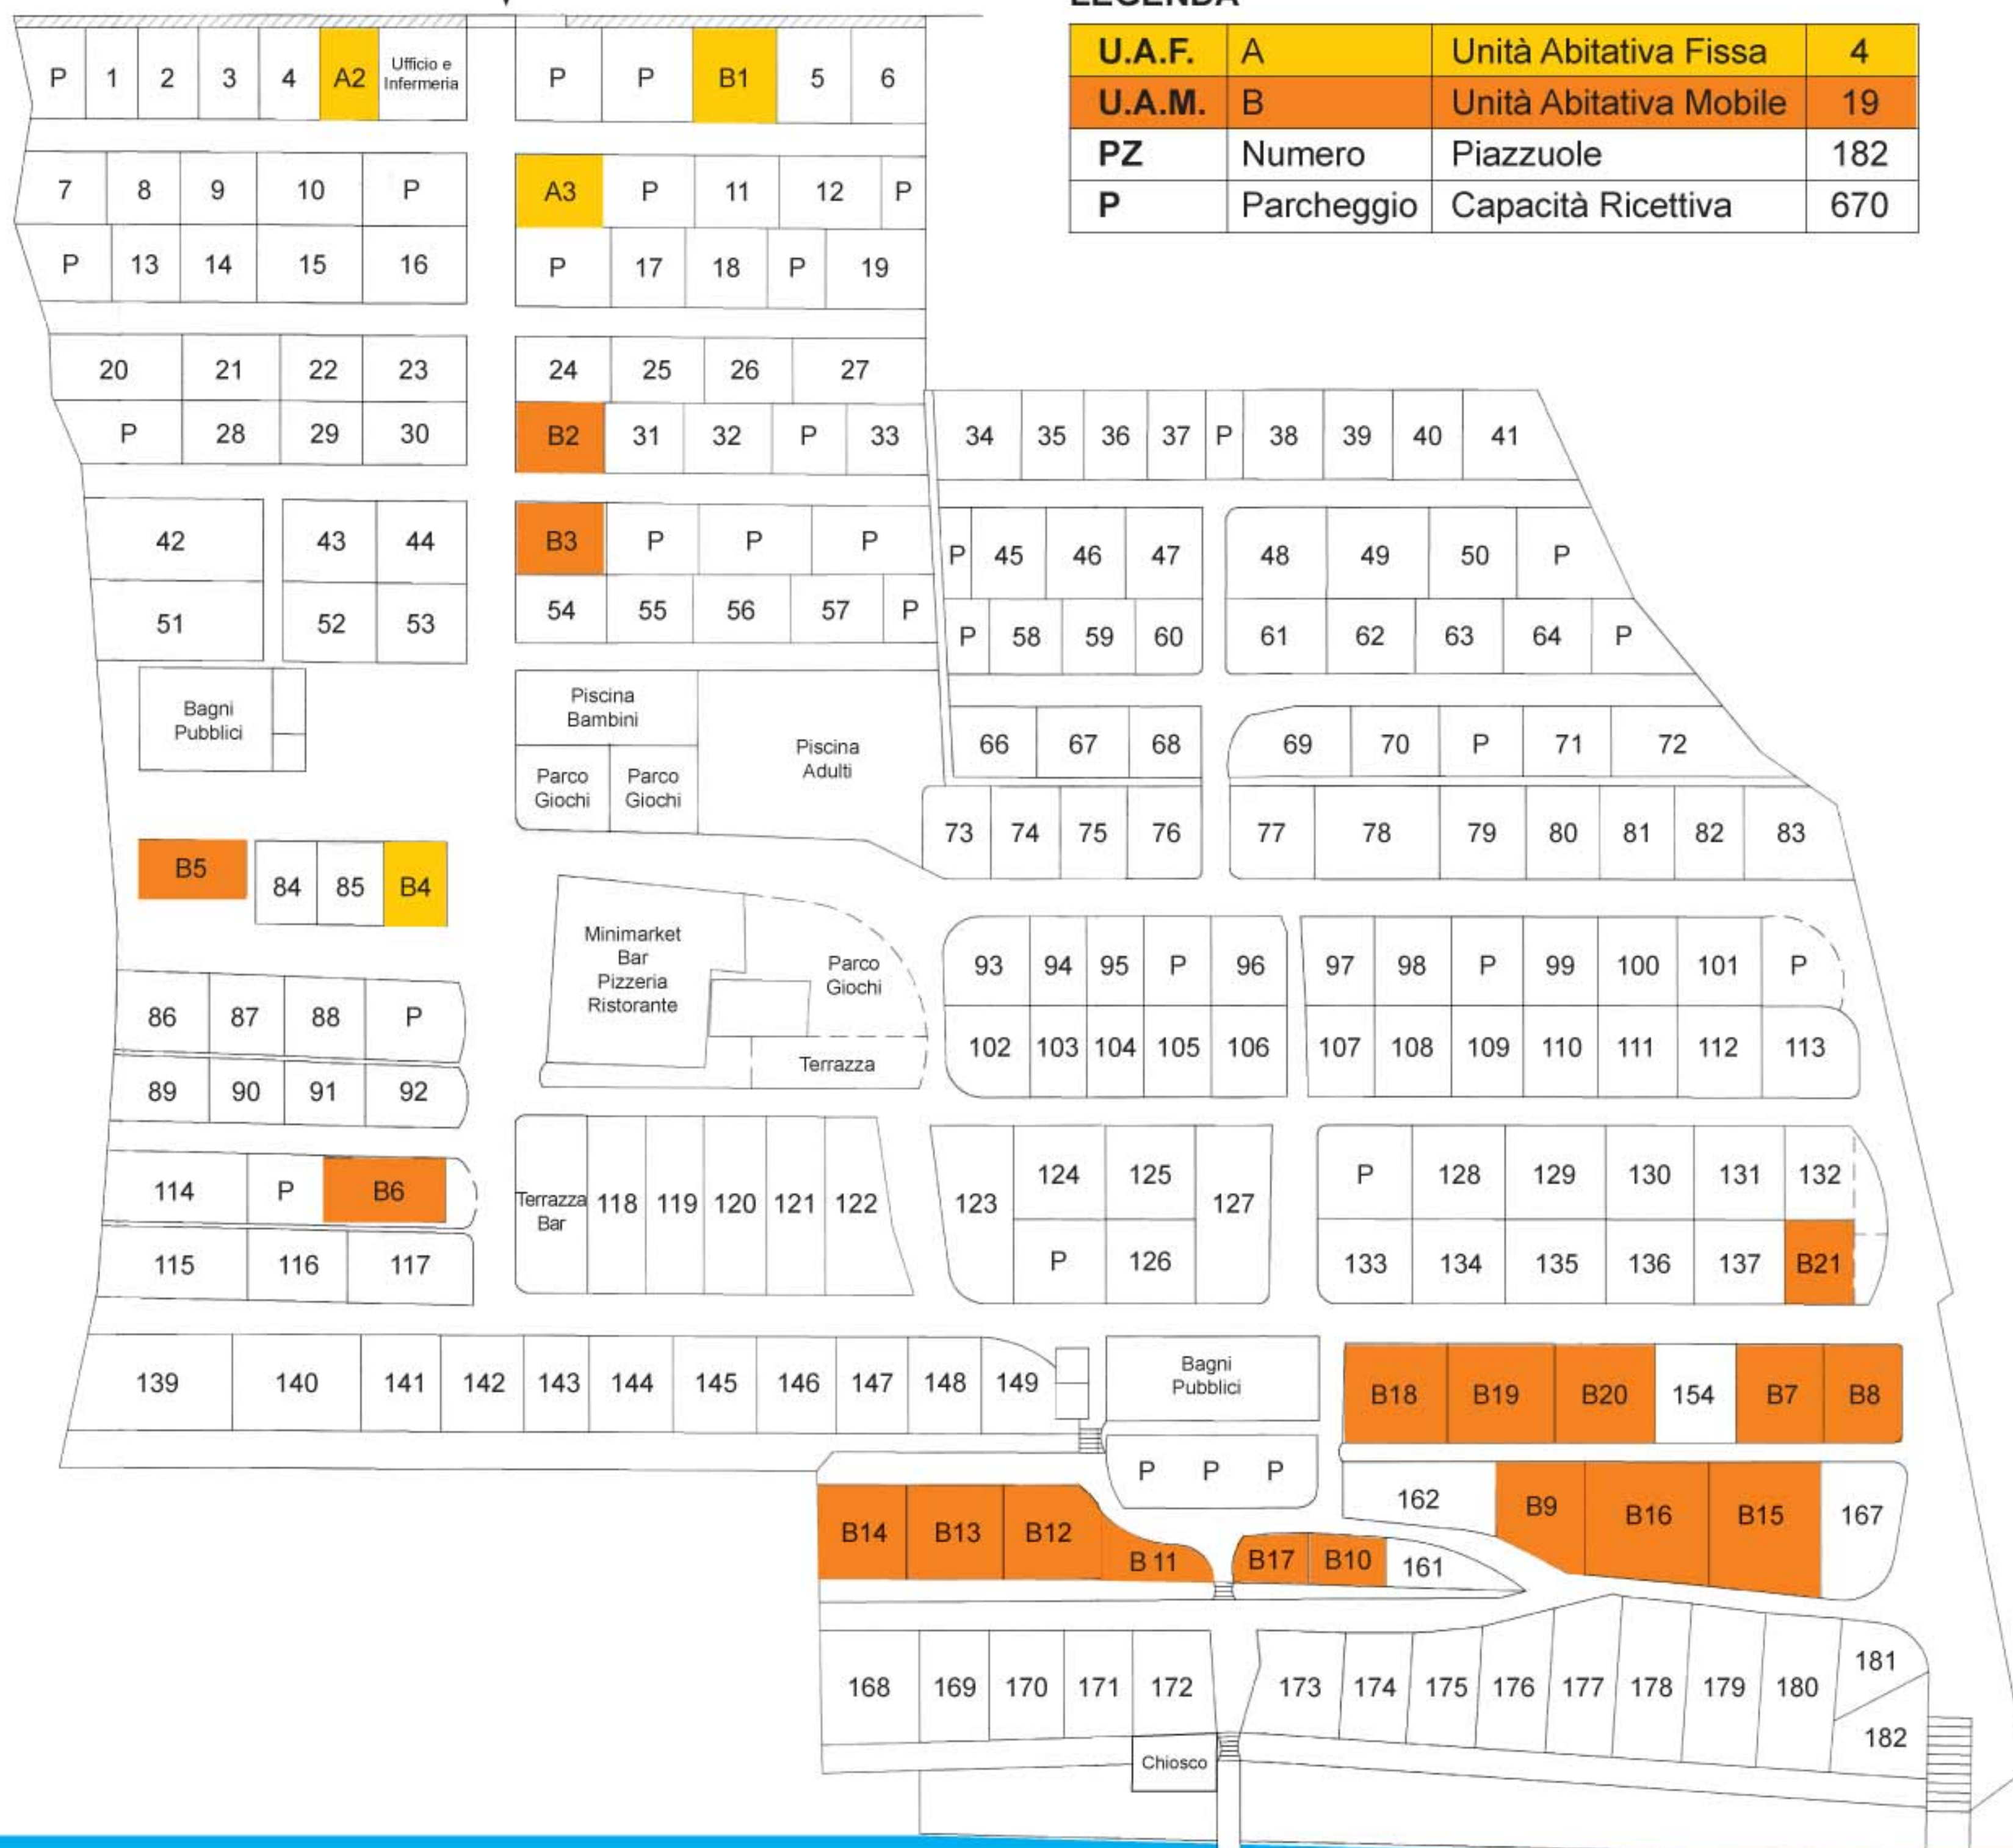 LEGENDA
U.A.F. A Unità Abitativa Fissa 4
U.A.M. B Unità Abitativa Mobile 19
PZ Numero Piazzuole 182
P Parcheggio Capacità Ricettiva 670
P 1 2 3 4 A2 Ufficio e
Infermeria
P P B1 5 6
7 8 9 10 P A3 P 11 12 P
P 13 14 15 16 P 17 18 P 19
20 21 22 23 24 25 26 27
P 28 29 30 B2 31 32 P 33
34 35 36 37 P 38 39 40 41
42 43 44 B3 P P P
P 45 46 47 48 49 50 P
51 52 53 54 55 56 57 P
P 58 59 60 61 62 63 64 P
Bagni
Pubblici
Piscina
Bambini
Parco
Giochi
Parco
Giochi
Piscina
Adulti
66 67 68 69 70 P 71 72
73 74 75 76 77 78 79 80 81 82 83
B5 84 85 B4
Minimarket
Bar
Pizzeria
Ristorante
Parco
Giochi
Terrazza
93 94 95 P 96 97 98 P 99 100 101 P
86 87 88 P
102 103 104 105 106 107 108 109 110 111 112 113
89 90 91 92
114 P B6
115 116 117
Terrazza
Bar
118 119 120 121 122
123 124 125 127
P 126
P 128 129 130 131 132
133 134 135 136 137 B21
139 140 141 142 143 144 145 146 147 148 149
Bagni
Pubblici
B18 B19 B20 154 B7 B8
P P P
162 B9 B16 B15 167
B14 B13 B12 B 11 B17 B10 161
168 169 170 171 172 173 174 175 176 177 178 179 180 181
182
Chiosco